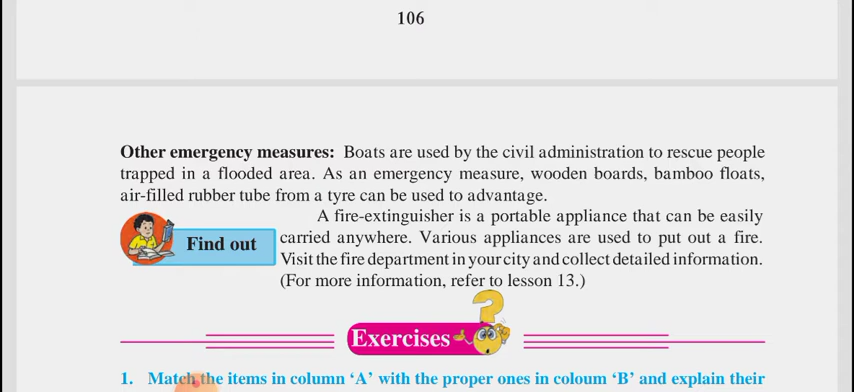 106
Other emergency measures: Boats are used by the civil administration to rescue people
trapped in a flooded area. As an emergency measure, wooden boards, bamboo floats,
air-filled rubber tube from a tyre can be used to advantage.
A fire-extinguisher is a portable appliance that can be easily
Find out
carried anywhere. Various appliances are used to put out a fire.
Visit the fire department in your city and collect detailed information.
(For more information, refer to lesson 13.)
Exercises
1. Match the items in column ‘A’ with the proper ones in coloum ‘B’ and explain their